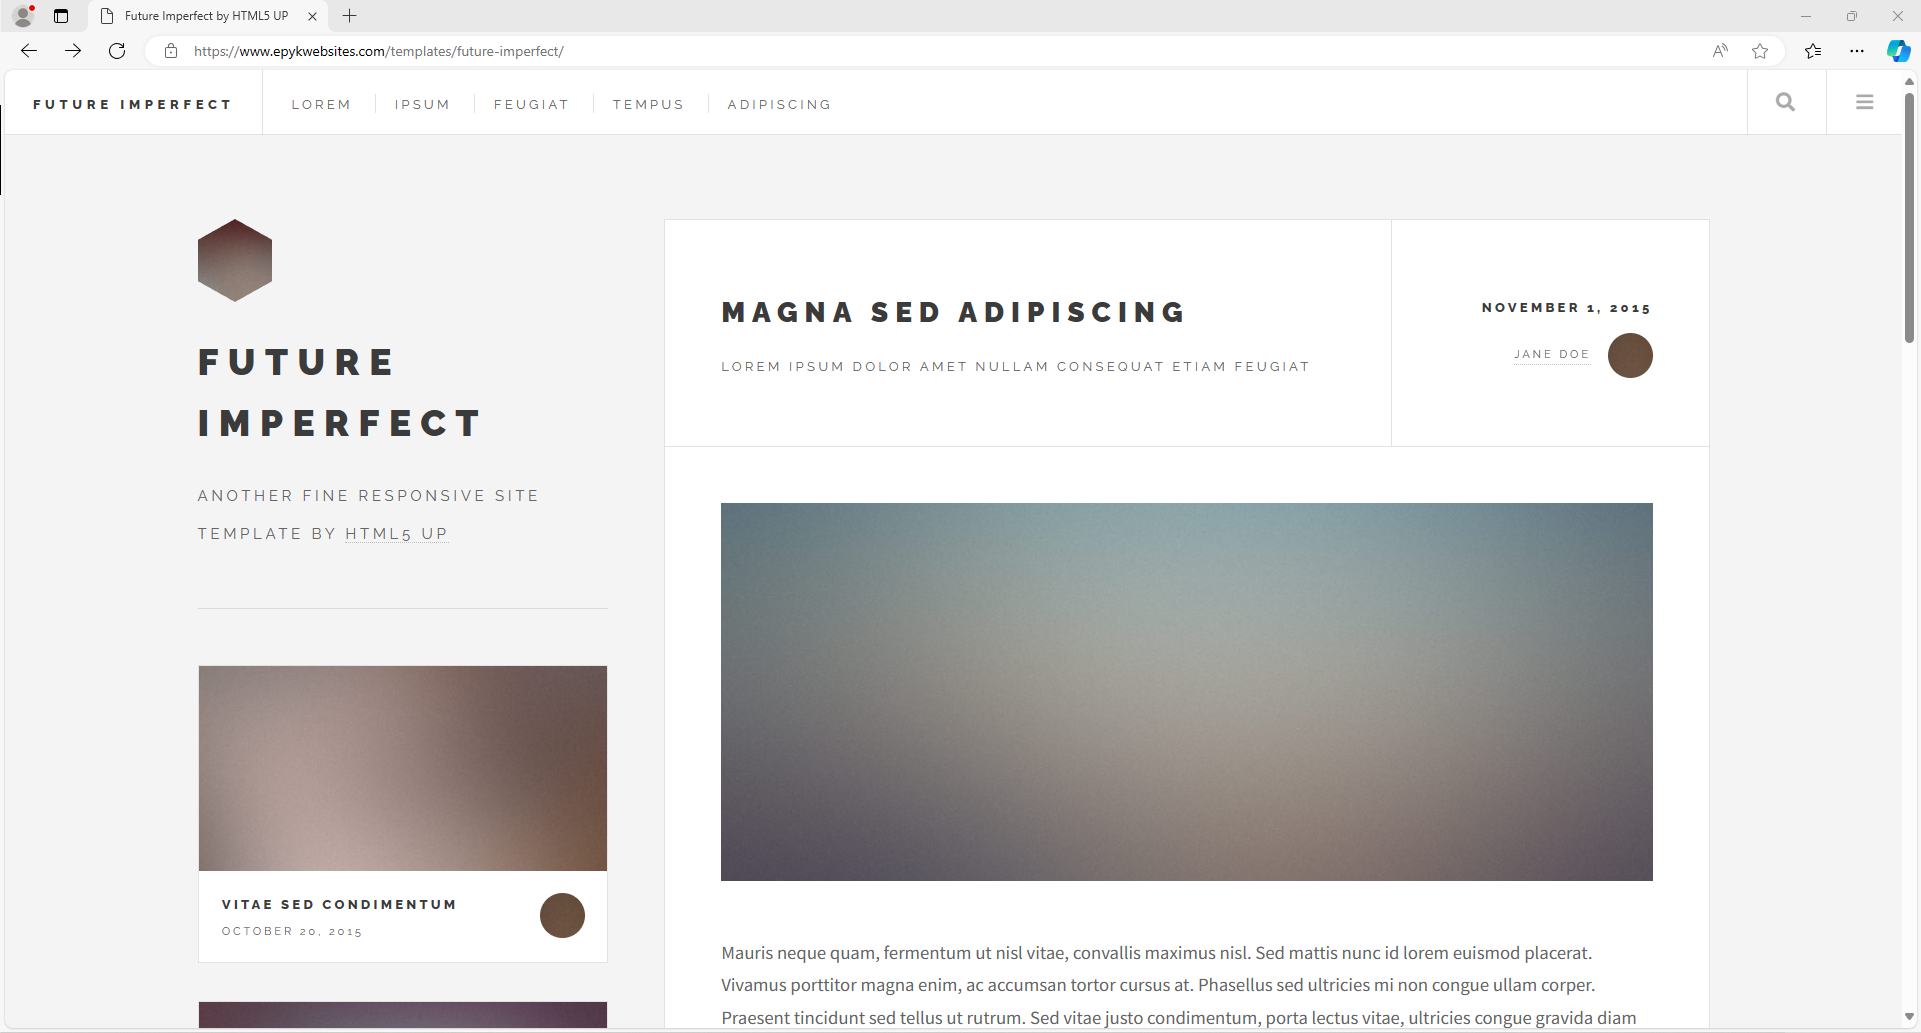 Future Imperfect by HTML5 UP
https://www.epykwebsites.com/templates/future-imperfect/
FUTURE IMPERFECT
LOREM
IPSUM
FEUGIAT
TEMPUS
ADIPISCING
FUTURE
IMPERFECT
ANOTHER FINE RESPONSIVE SITE
TEMPLATE BY HTML5 UP
VITAE SED CONDIMENTUM
OCTOBER 20, 2015
MAGNA SED ADIPISCING
LOREM IPSUM DOLOR AMET NULLAM CONSEQUAT ETIAM FEUGIAT
NOVEMBER 1, 2015
JANE DOE
Mauris neque quam, fermentum ut nisl vitae, convallis maximus nisl. Sed mattis nunc id lorem euismod placerat.
Vivamus porttitor magna enim, ac accumsan tortor cursus at. Phasellus sed ultricies mi non congue ullam corper.
Praesent tincidunt sed tellus ut rutrum. Sed vitae justo condimentum, porta lectus vitae, ultricies congue gravida diam